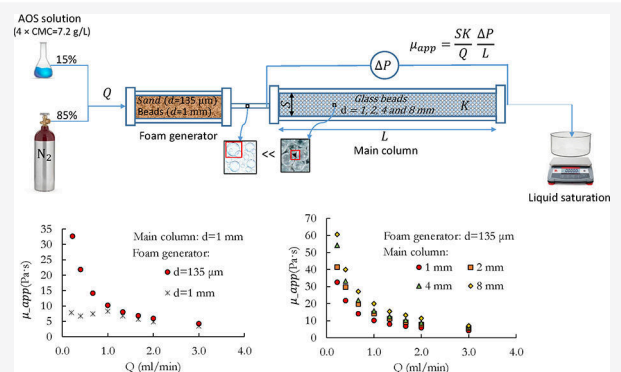 AOS solution
(4 × CMC=7.2 g/L)
15%
85%
N₂
Q
Sand (d=135 μm)
Beads (d=1 mm)
Foam generator
ΔP
μ_app = SK/Q ΔP/L
S
Glass beads
d = 1, 2, 4 and 8 mm
K
L
Main column
<<
Liquid saturation
Main column: d=1 mm
Foam generator:
d=135 μm
d=1 mm
μ_app(Pa·s)
35
30
25
20
15
10
5
0
0.0 1.0 2.0 3.0 4.0
Q (ml/min)
Foam generator: d=135 μm
Main column:
1 mm 2 mm
4 mm 8 mm
μ_app(Pa·s)
70
60
50
40
30
20
10
0
0.0 1.0 2.0 3.0 4.0
Q (ml/min)